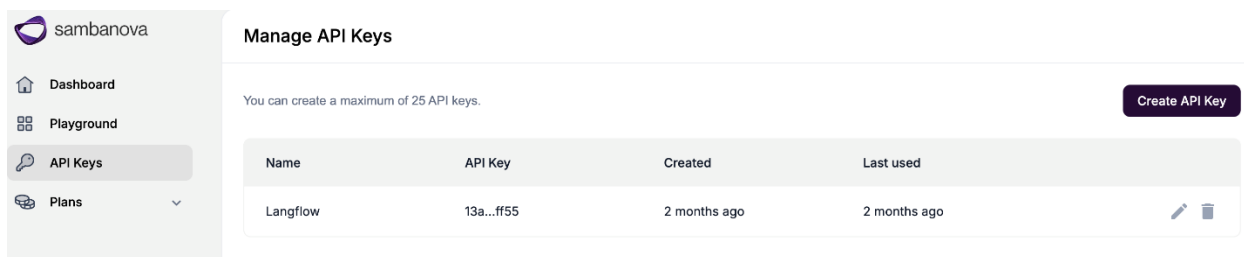 sambanova
Manage API Keys
Dashboard
You can create a maximum of 25 API keys.
Create API Key
Playground
API Keys
Name API Key Created Last used
Plans
Langflow 13a...ff55 2 months ago 2 months ago